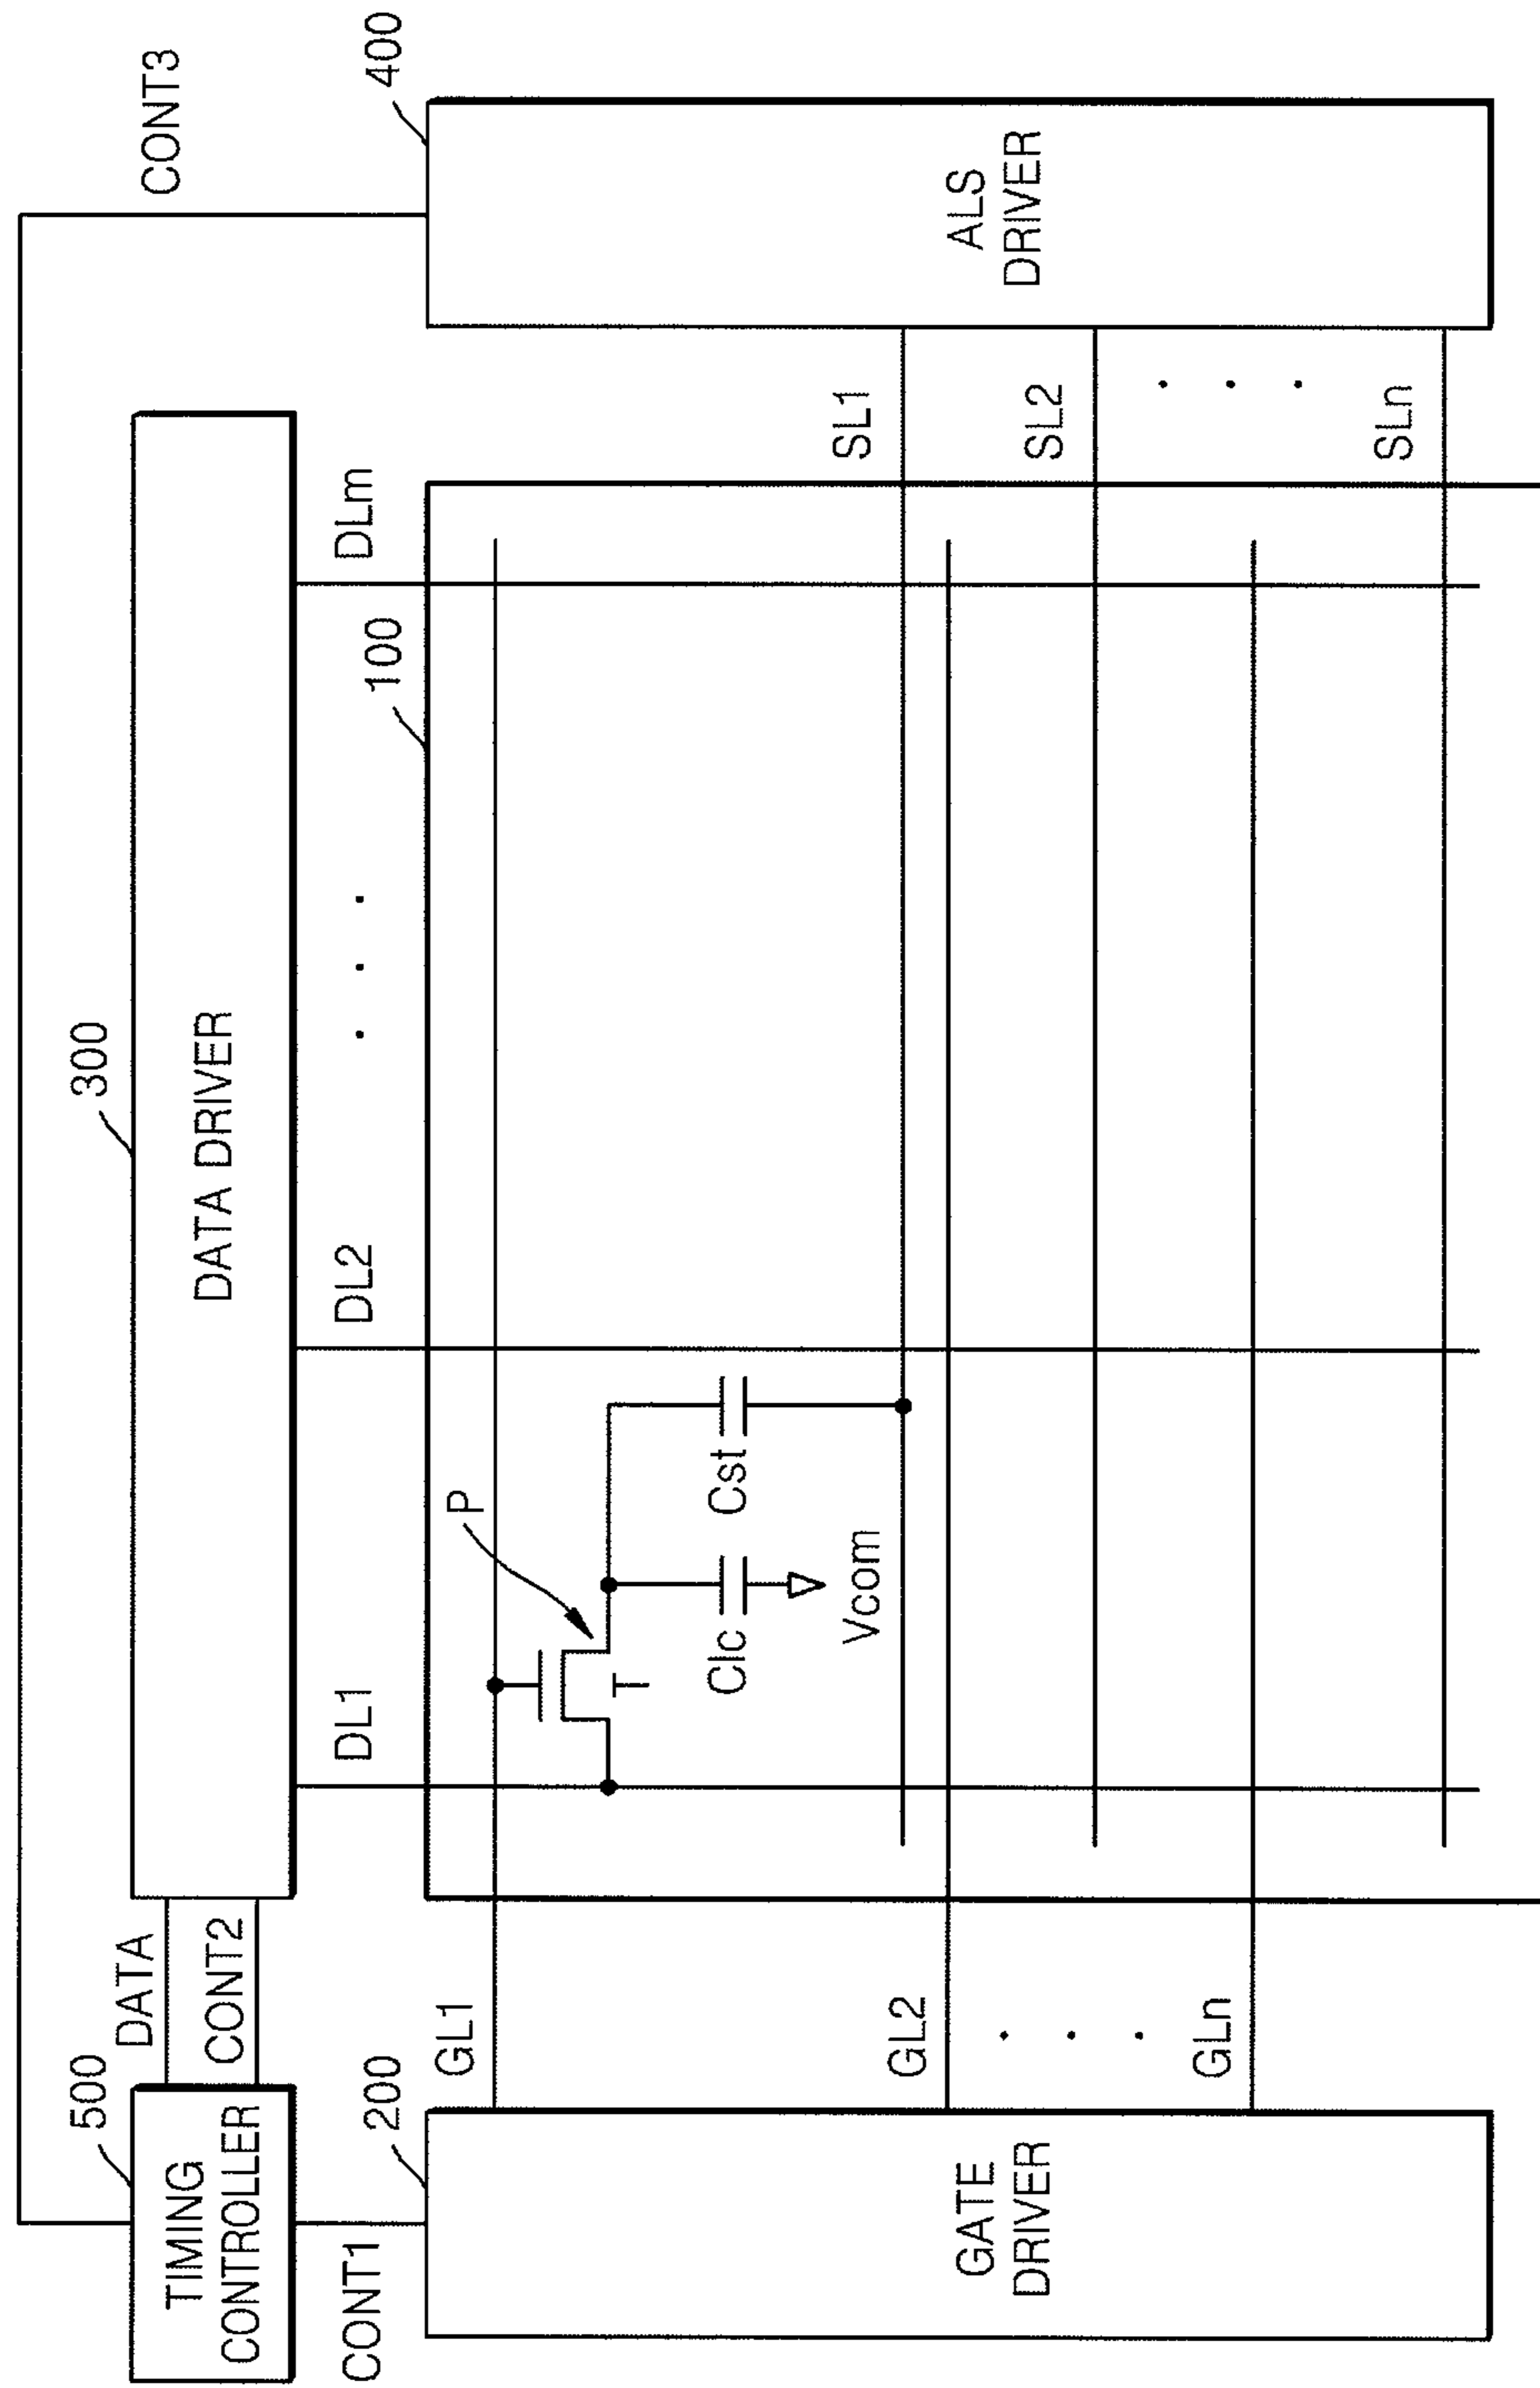 CONT3
500
TIMING
CONTROLLER
DATA
CONT2
300
DATA DRIVER
CONT1
200
DL1
DL2
. . .
100
DLm
400
GL1
P
T
Clc
Cst
Vcom
SL1
GATE
DRIVER
GL2
ALS
DRIVER
SL2
. . .
. . .
GLn
SLn